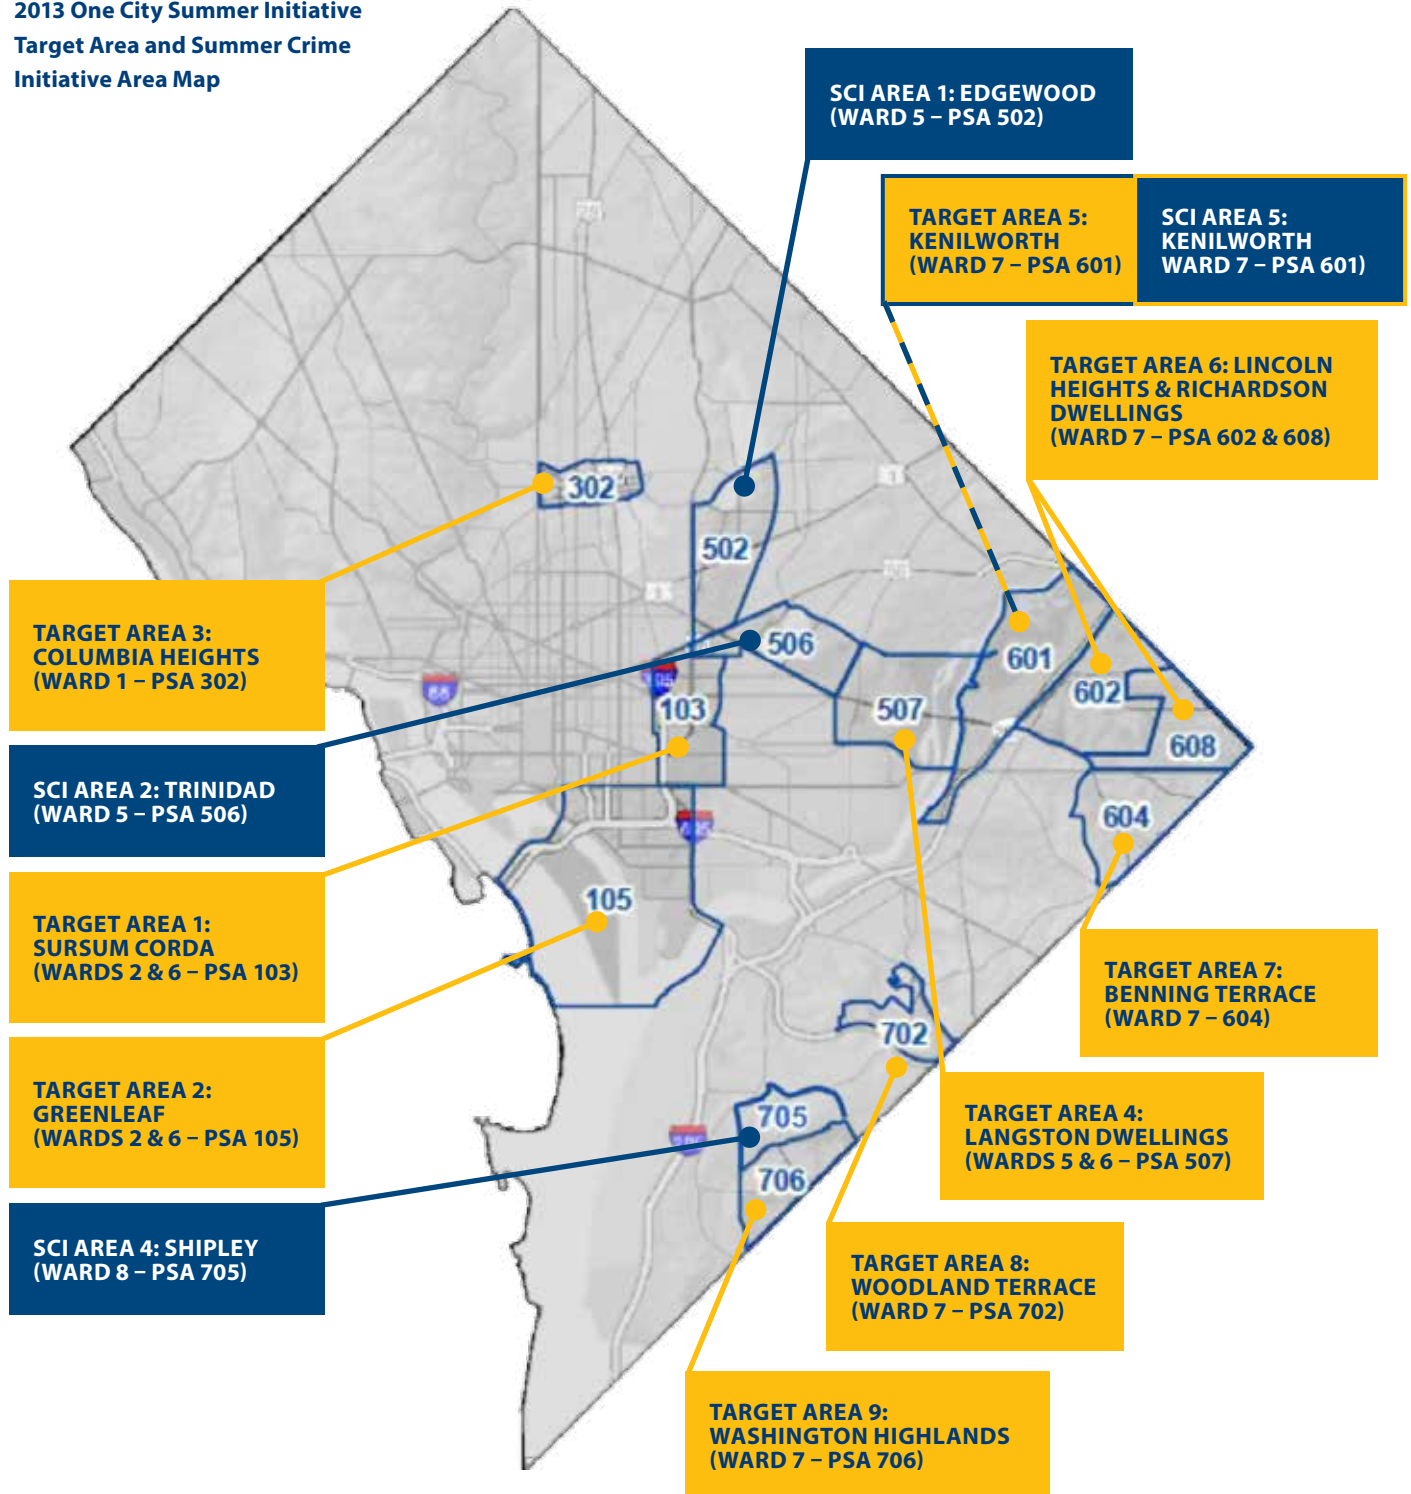 2013 One City Summer Initiative
Target Area and Summer Crime
Initiative Area Map
SCI AREA 1: EDGEWOOD
(WARD 5 – PSA 502)
TARGET AREA 5:
KENILWORTH
(WARD 7 – PSA 601)
SCI AREA 5:
KENILWORTH
WARD 7 – PSA 601)
TARGET AREA 6: LINCOLN
HEIGHTS & RICHARDSON
DWELLINGS
(WARD 7 – PSA 602 & 608)
302
502
506
601
602
608
507
103
604
105
702
705
706
66
TARGET AREA 3:
COLUMBIA HEIGHTS
(WARD 1 – PSA 302)
SCI AREA 2: TRINIDAD
(WARD 5 – PSA 506)
TARGET AREA 1:
SURSUM CORDA
(WARDS 2 & 6 – PSA 103)
TARGET AREA 2:
GREENLEAF
(WARDS 2 & 6 – PSA 105)
SCI AREA 4: SHIPLEY
(WARD 8 – PSA 705)
TARGET AREA 7:
BENNING TERRACE
(WARD 7 – 604)
TARGET AREA 4:
LANGSTON DWELLINGS
(WARDS 5 & 6 – PSA 507)
TARGET AREA 8:
WOODLAND TERRACE
(WARD 7 – PSA 702)
TARGET AREA 9:
WASHINGTON HIGHLANDS
(WARD 7 – PSA 706)